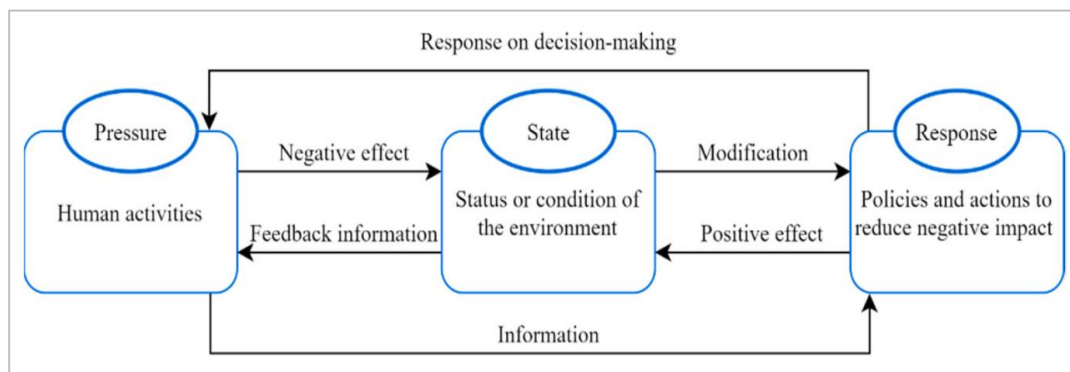 Response on decision-making
Pressure
State
Response
Negative effect
Modification
Human activities
Status or condition of
the environment
Policies and actions to
reduce negative impact
Feedback information
Positive effect
Information